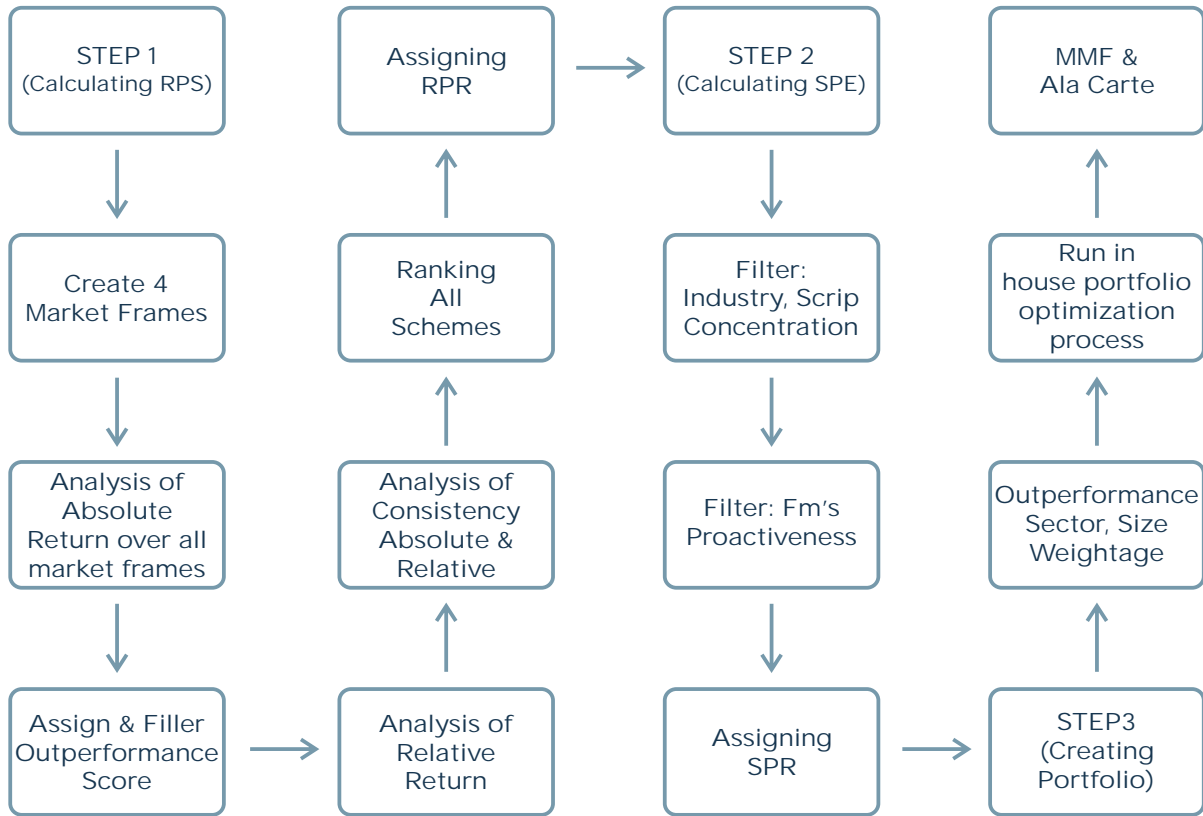 STEP 1
(Calculating RPS)
Create 4
Market Frames
Analysis of
Absolute
Return over all
market frames
Assign & Filler
Outperformance
Score
Analysis of
Relative
Return
Analysis of
Consistency
Absolute &
Relative
Ranking
All
Schemes
Assigning
RPR
STEP 2
(Calculating SPE)
Filter:
Industry, Scrip
Concentration
Filter: Fm's
Proactiveness
Assigning
SPR
STEP3
(Creating
Portfolio)
Outperformance
Sector, Size
Weightage
Run in
house portfolio
optimization
process
MMF &
Ala Carte